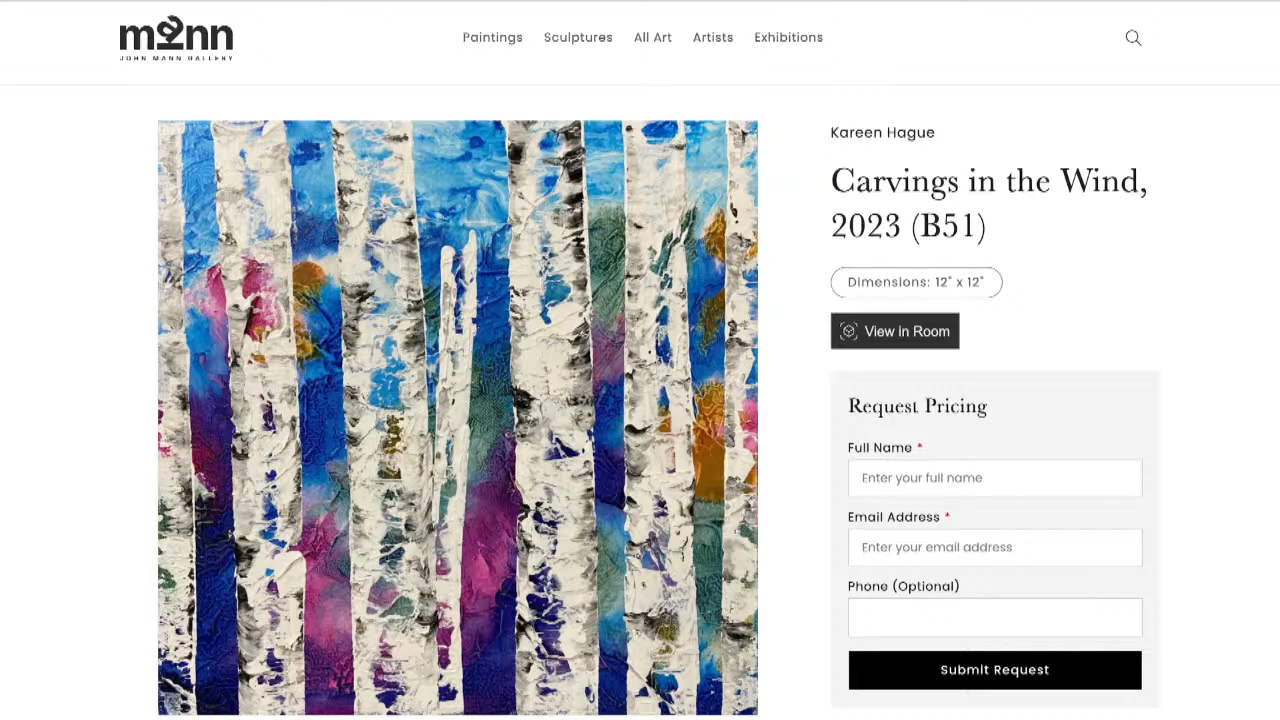 mann
JOHN MANN GALLERY
Paintings Sculptures All Art Artists Exhibitions
Kareen Hague
Carvings in the Wind,
2023 (B51)
Dimensions: 12" x 12"
View in Room
Request Pricing
Full Name *
Enter your full name
Email Address *
Enter your email address
Phone (Optional)
Submit Request